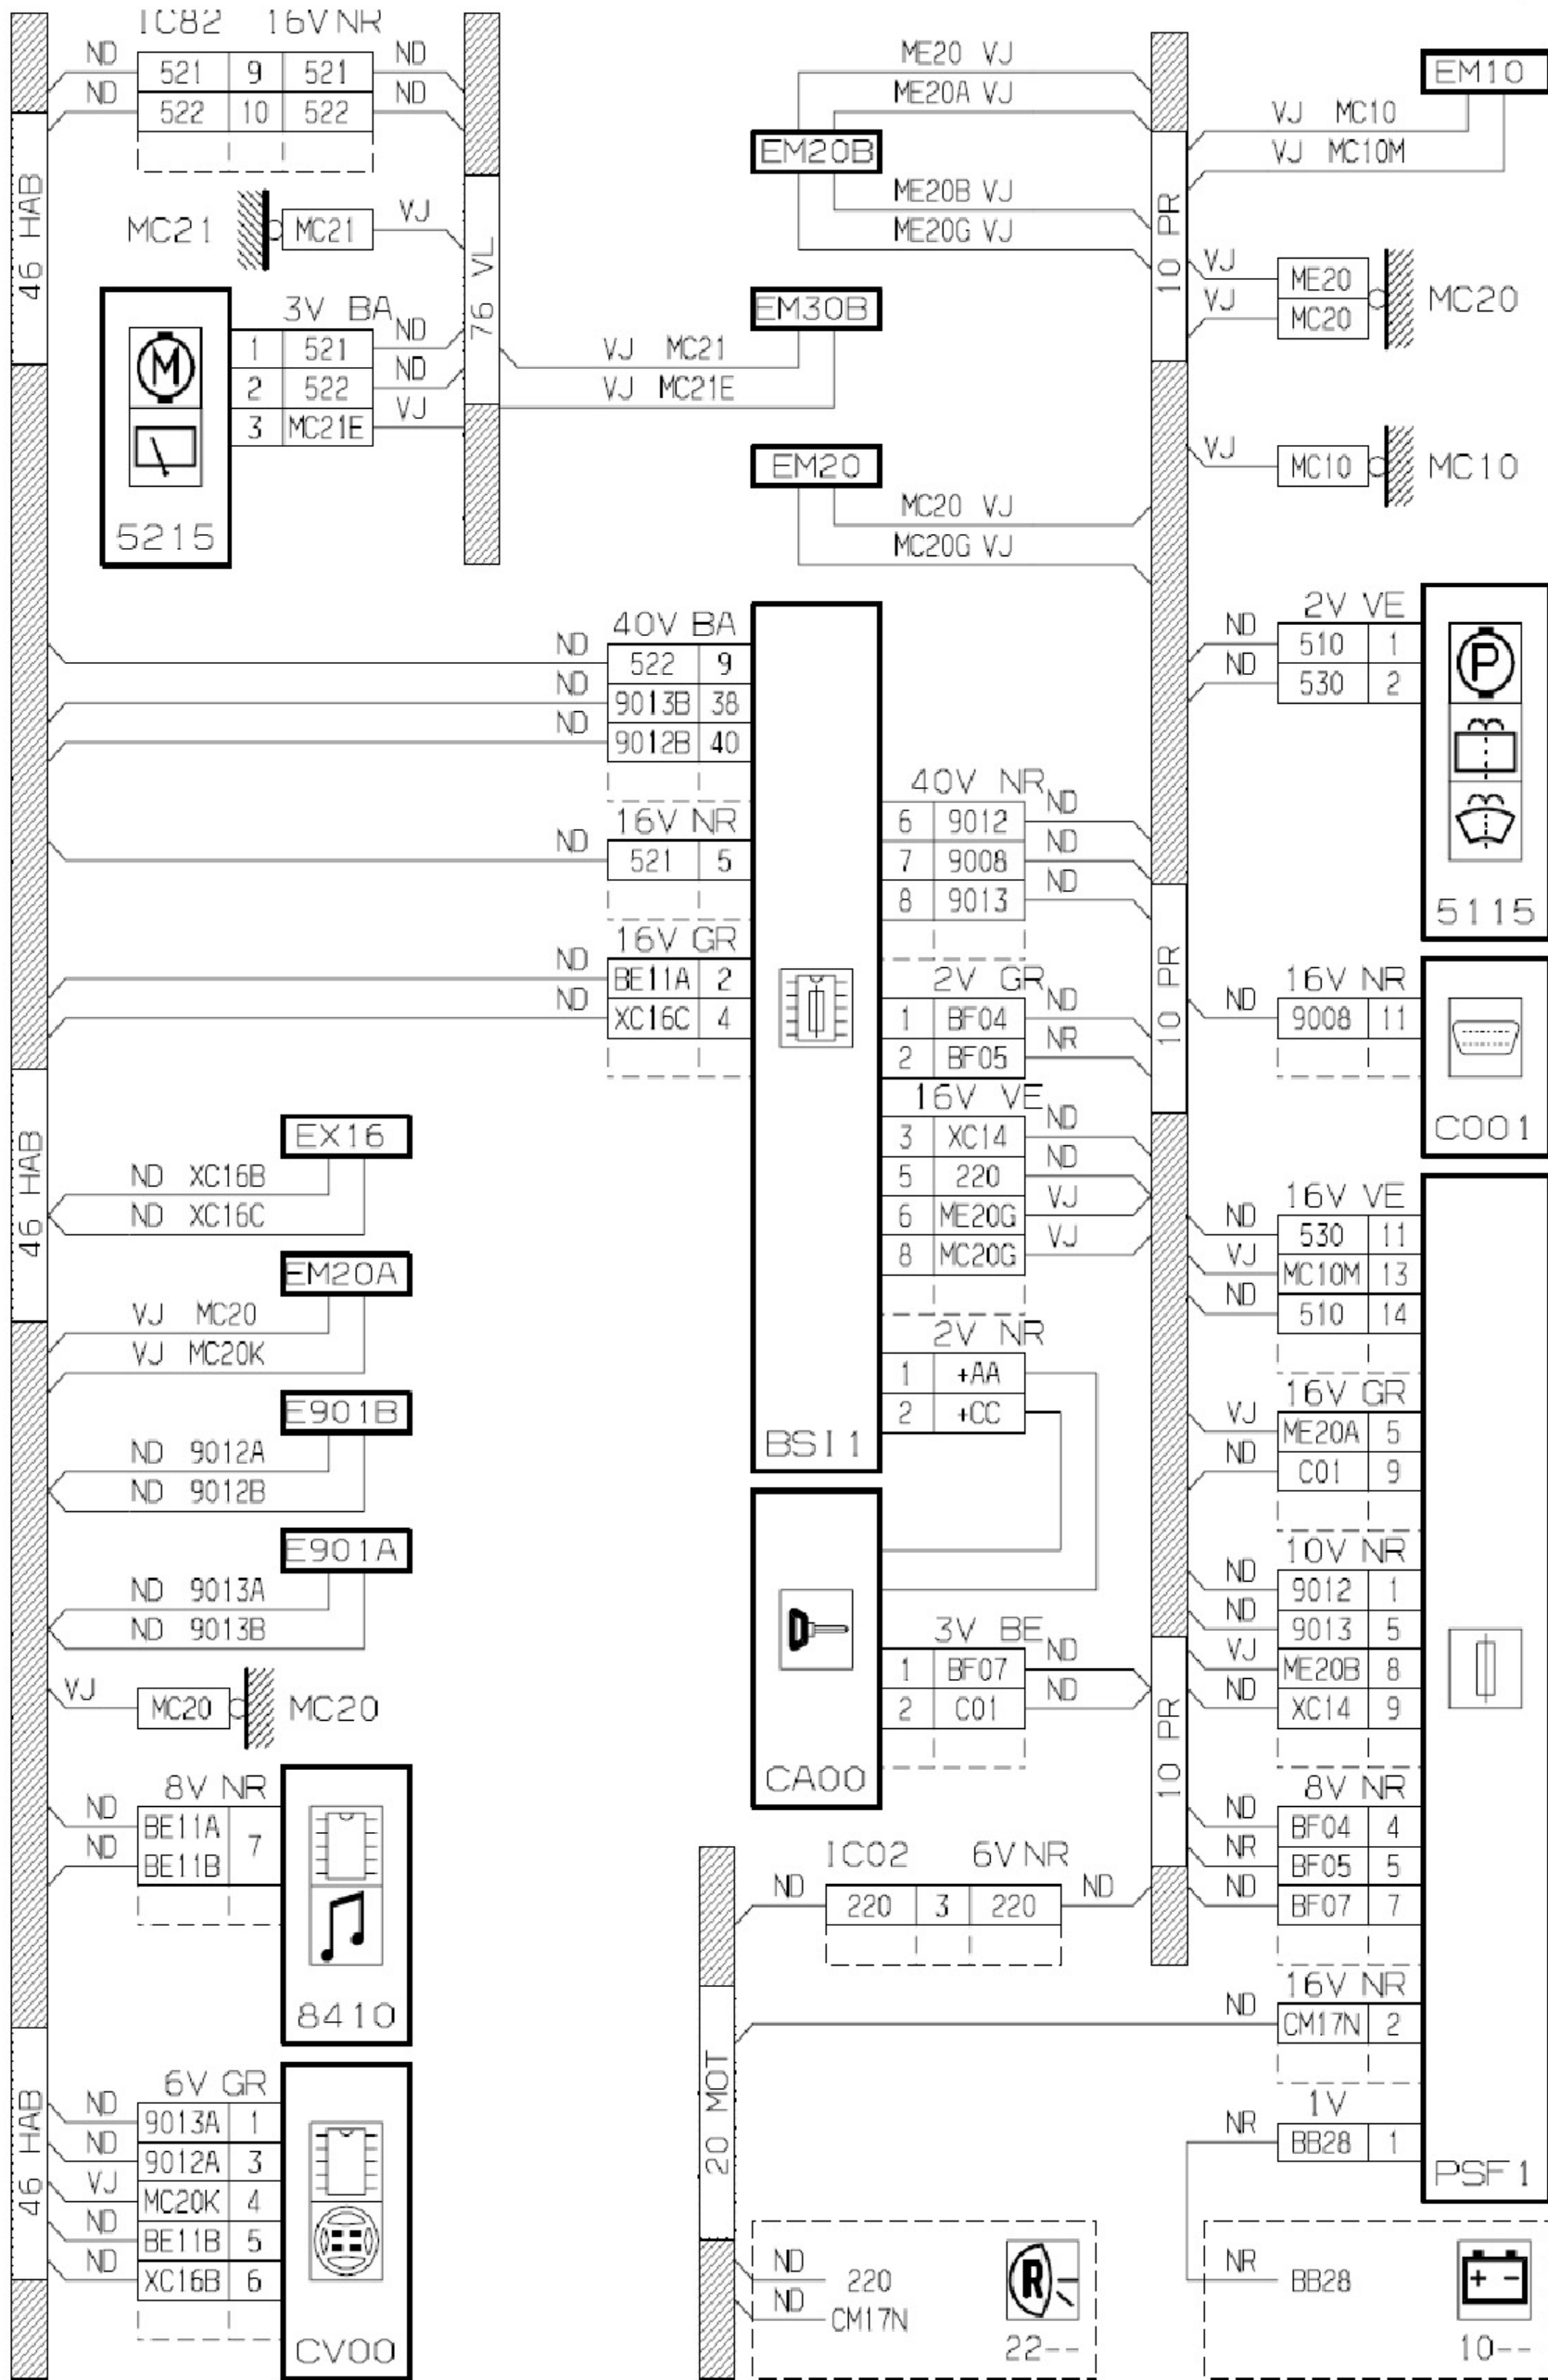 IC82 16V NR
ND 521 9 521 ND
ND 522 10 522 ND
46 HAB
MC21 MC21 VJ
76 VL
3V BA
1 521 ND
2 522 ND
3 MC21E VJ
5215
VJ MC21
VJ MC21E
EM30B
ME20 VJ
ME20A VJ
EM20B
ME20B VJ
ME20G VJ
EM20
MC20 VJ
MC20G VJ
10 PR
EM10
VJ MC10
VJ MC10M
VJ ME20
VJ MC20
MC20
VJ MC10 MC10
2V VE
ND 510 1
ND 530 2
5115
40V BA
ND 522 9
ND 9013B 38
ND 9012B 40
16V NR
ND 521 5
16V GR
ND BE11A 2
ND XC16C 4
40V NR
6 9012 ND
7 9008 ND
8 9013 ND
2V GR
1 BF04 ND
2 BF05 NR
16V VE
3 XC14 ND
5 220 ND
6 ME20G VJ
8 MC20G VJ
2V NR
1 +AA
2 +CC
BSI1
10 PR
16V NR
ND 9008 11
C001
46 HAB
EX16
ND XC16B
ND XC16C
EM20A
VJ MC20
VJ MC20K
E901B
ND 9012A
ND 9012B
E901A
ND 9013A
ND 9013B
VJ MC20 MC20
8V NR
ND BE11A
ND BE11B
7
8410
46 HAB
6V GR
ND 9013A 1
ND 9012A 3
VJ MC20K 4
ND BE11B 5
ND XC16B 6
CV00
3V BE
1 BF07 ND
2 C01 ND
CA00
10 PR
IC02 6V NR
ND 220 3 220 ND
20 MOT
ND 220
ND CM17N
R
22--
16V VE
ND 530 11
VJ MC10M 13
ND 510 14
16V GR
VJ ME20A 5
ND C01 9
10V NR
ND 9012 1
ND 9013 5
VJ ME20B 8
ND XC14 9
8V NR
ND BF04 4
NR BF05 5
ND BF07 7
16V NR
ND CM17N 2
1V
NR BB28 1
PSF1
NR BB28
+ -
10--
M
P